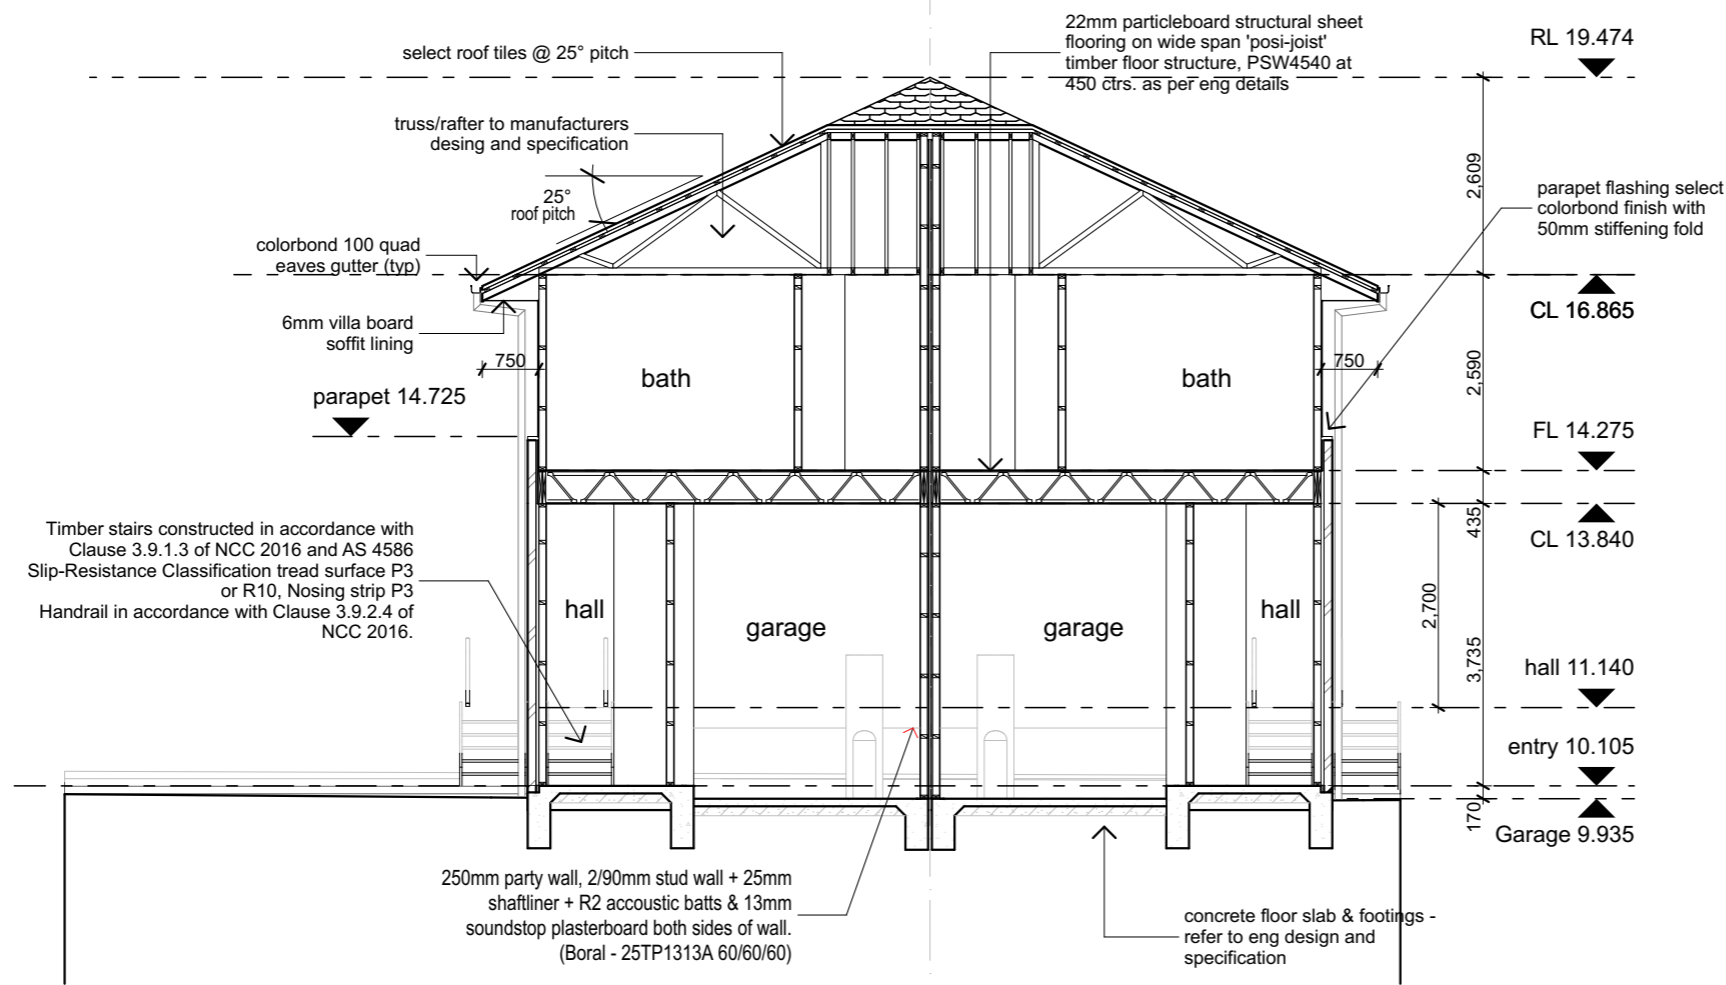 select roof tiles @ 25° pitch
22mm particleboard structural sheet
flooring on wide span 'posi-joist'
timber floor structure, PSW4540 at
450 ctrs. as per eng details
RL 19.474
truss/rafter to manufacturers
desing and specification
25°
roof pitch
2,609
parapet flashing select
colorbond finish with
50mm stiffening fold
colorbond 100 quad
eaves gutter (typ)
CL 16.865
6mm villa board
soffit lining
750
bath
bath
750
2,590
parapet 14.725
FL 14.275
435
CL 13.840
Timber stairs constructed in accordance with
Clause 3.9.1.3 of NCC 2016 and AS 4586
Slip-Resistance Classification tread surface P3
or R10, Nosing strip P3
Handrail in accordance with Clause 3.9.2.4 of
NCC 2016.
hall
garage
garage
hall
2,700
3,735
hall 11.140
entry 10.105
170
Garage 9.935
250mm party wall, 2/90mm stud wall + 25mm
shaftliner + R2 accoustic batts & 13mm
soundstop plasterboard both sides of wall.
(Boral - 25TP1313A 60/60/60)
concrete floor slab & footings -
refer to eng design and
specification